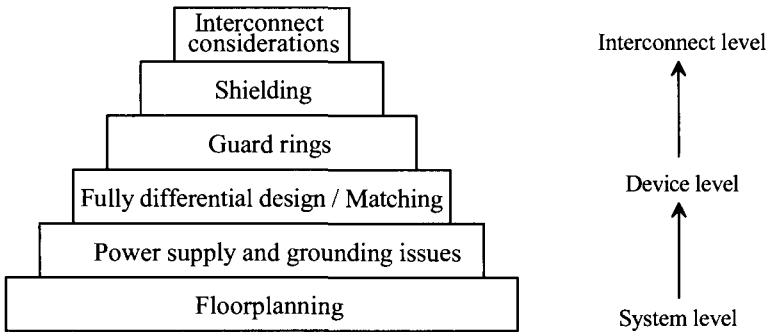 Interconnect
considerations
Shielding
Guard rings
Fully differential design / Matching
Power supply and grounding issues
Floorplanning
Interconnect level
Device level
System level